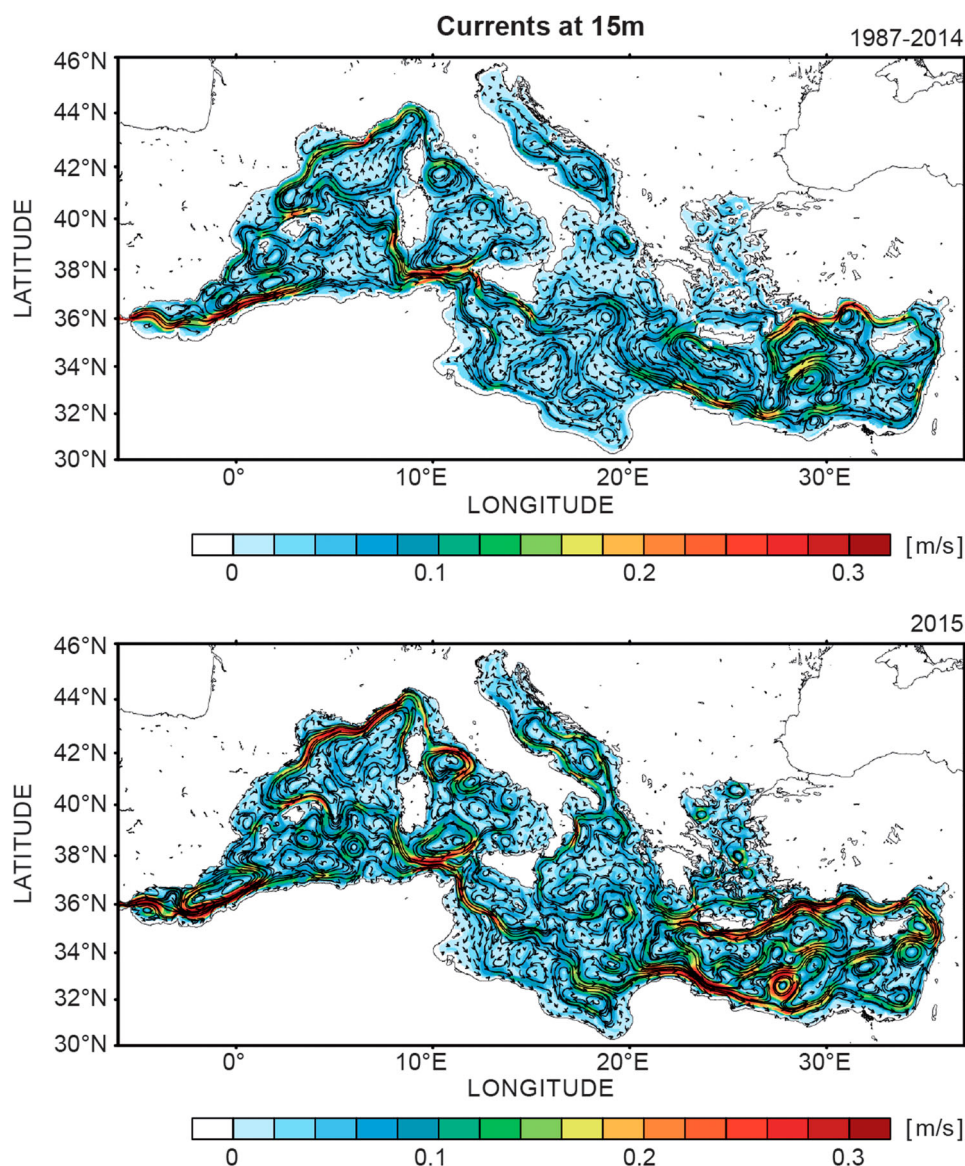 Currents at 15m
1987-2014
46°N
44°N
42°N
40°N
38°N
36°N
34°N
32°N
30°N
LATITUDE
0° 10°E 20°E 30°E
LONGITUDE
[m/s]
0 0.1 0.2 0.3
2015
46°N
44°N
42°N
40°N
38°N
36°N
34°N
32°N
30°N
LATITUDE
0° 10°E 20°E 30°E
LONGITUDE
[m/s]
0 0.1 0.2 0.3